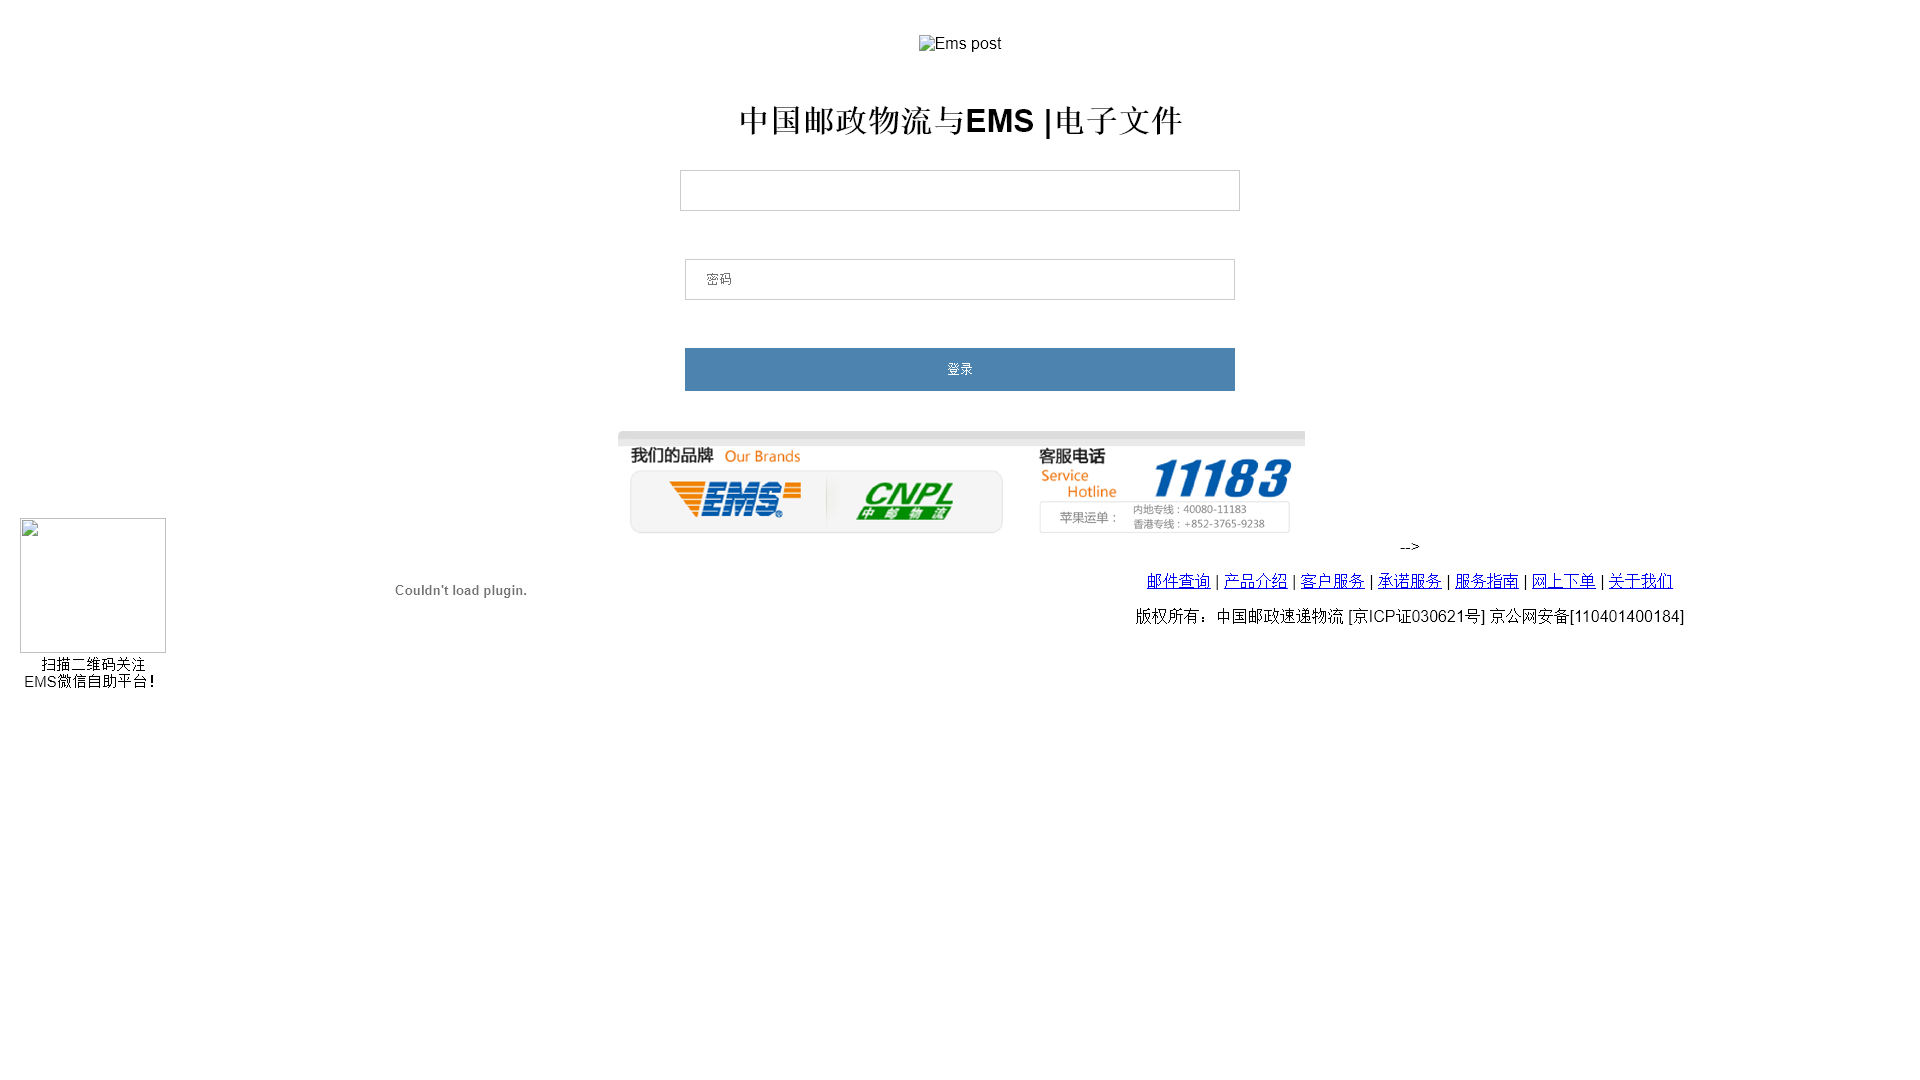 Ems post
中国邮政物流与EMS |电子文件
密码
登录
我们的品牌 Our Brands
EMS®
CNPL
中邮物流
客服电话
Service
Hotline
11183
苹果运单：
内地专线：40080-11183
香港专线：+852-3765-9238
-->
Couldn't load plugin.
邮件查询 | 产品介绍 | 客户服务 | 承诺服务 | 服务指南 | 网上下单 | 关于我们
版权所有：中国邮政速递物流 [京ICP证030621号] 京公网安备[110401400184]
扫描二维码关注
EMS微信自助平台！